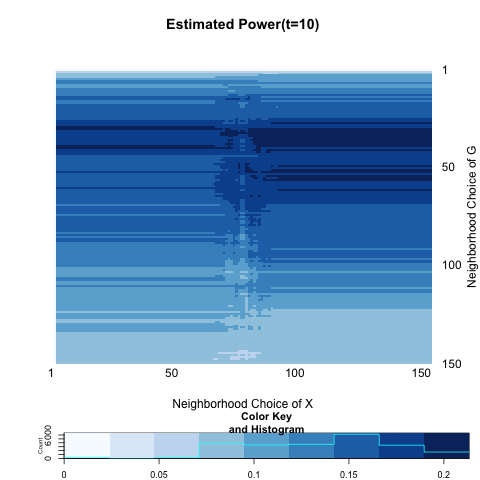 Estimated Power(t=10)
1
50
100
150
Neighborhood Choice of G
1 50 100 150
Neighborhood Choice of X
Color Key
and Histogram
Count
0 6000
0 0.05 0.1 0.15 0.2